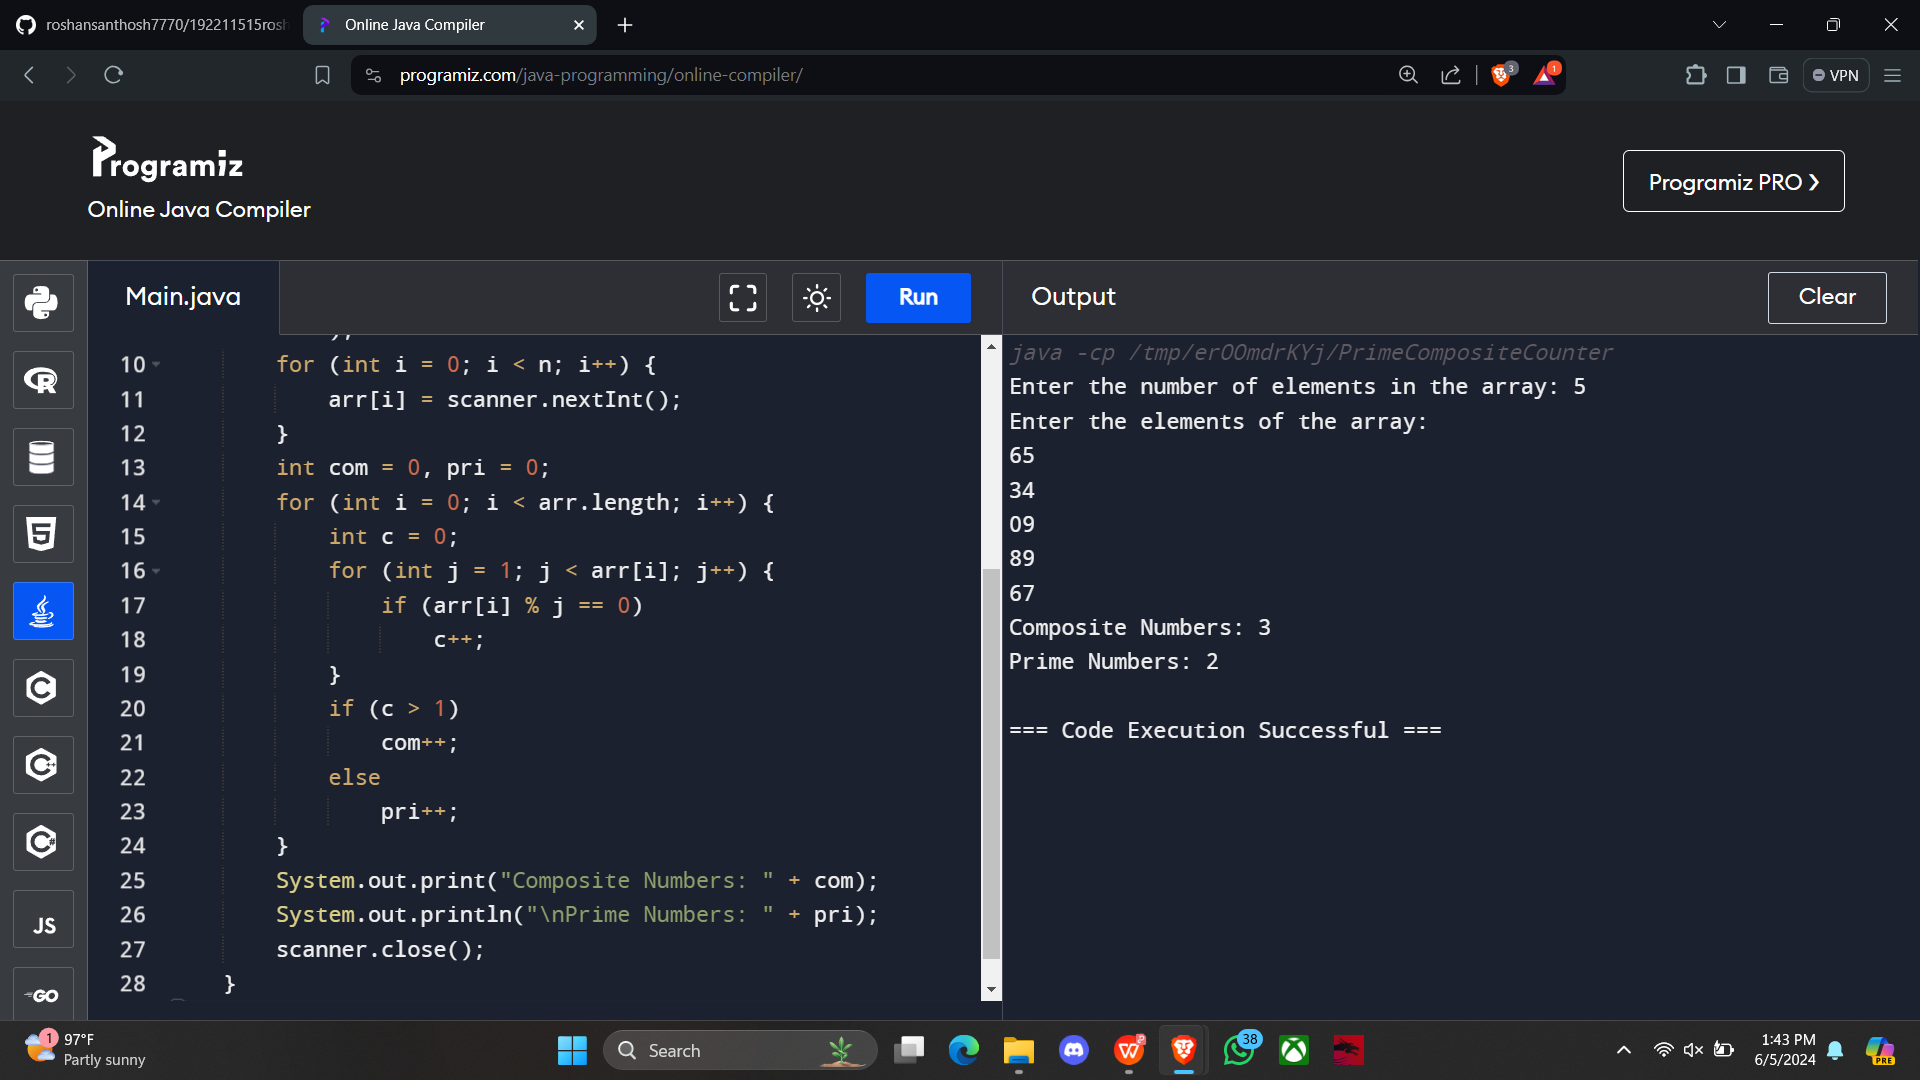 roshansanthosh7770/192211515rosh
Online Java Compiler
programiz.com/java-programming/online-compiler/
3
1
VPN
Programiz
Online Java Compiler
Programiz PRO ❯
Main.java
Run
Output
Clear
10 for (int i = 0; i < n; i++) {
11 arr[i] = scanner.nextInt();
12 }
13 int com = 0, pri = 0;
14 for (int i = 0; i < arr.length; i++) {
15 int c = 0;
16 for (int j = 1; j < arr[i]; j++) {
17 if (arr[i] % j == 0)
18 c++;
19 }
20 if (c > 1)
21 com++;
22 else
23 pri++;
24 }
25 System.out.print("Composite Numbers: " + com);
26 System.out.println("\nPrime Numbers: " + pri);
27 scanner.close();
28 }
java -cp /tmp/erOOmdrKYj/PrimeCompositeCounter
Enter the number of elements in the array: 5
Enter the elements of the array:
65
34
09
89
67
Composite Numbers: 3
Prime Numbers: 2
=== Code Execution Successful ===
R
5
C
C++
C#
JS
GO
1
97°F
Partly sunny
Search
38
1:43 PM
6/5/2024
PRE